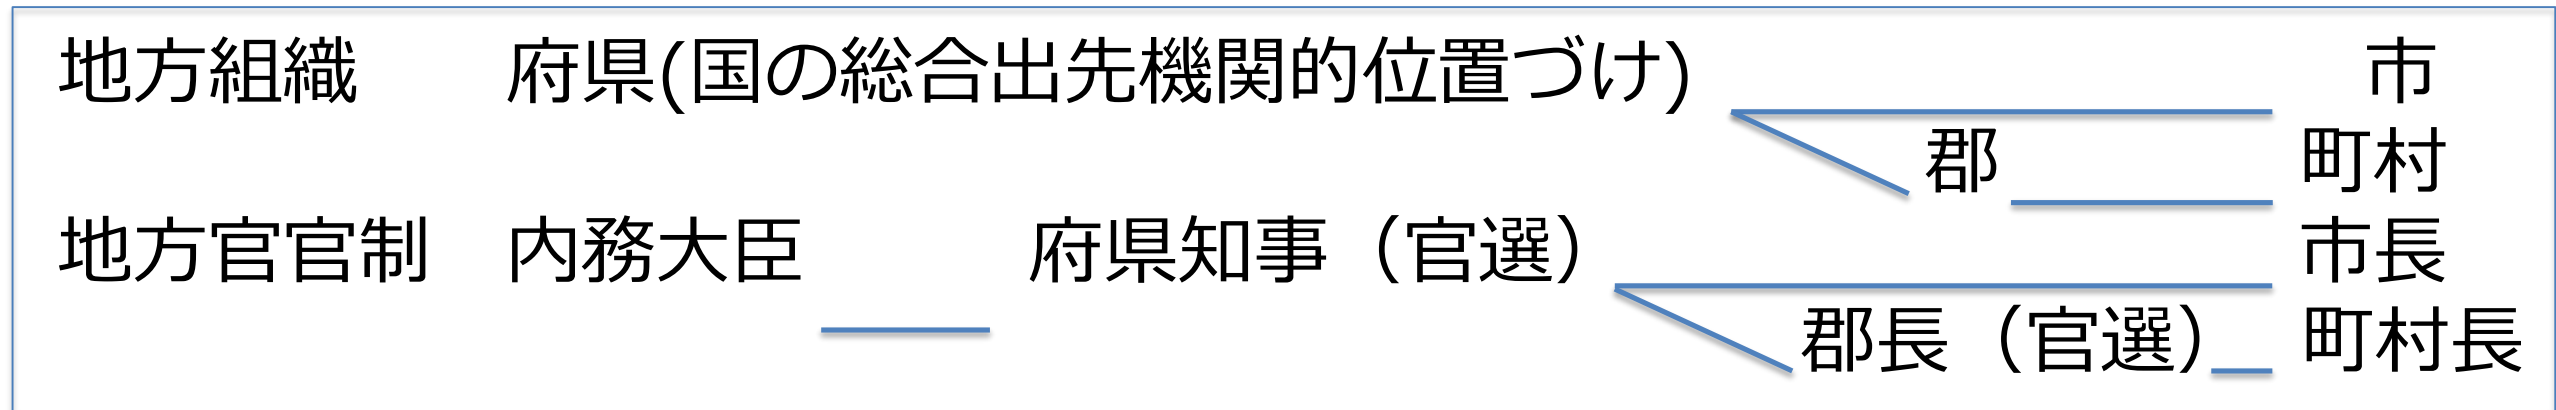 地方組織 府県(国の総合出先機関的位置づけ) 市
郡 町村
地方官官制 内務大臣 府県知事（官選） 市長
郡長（官選） 町村長